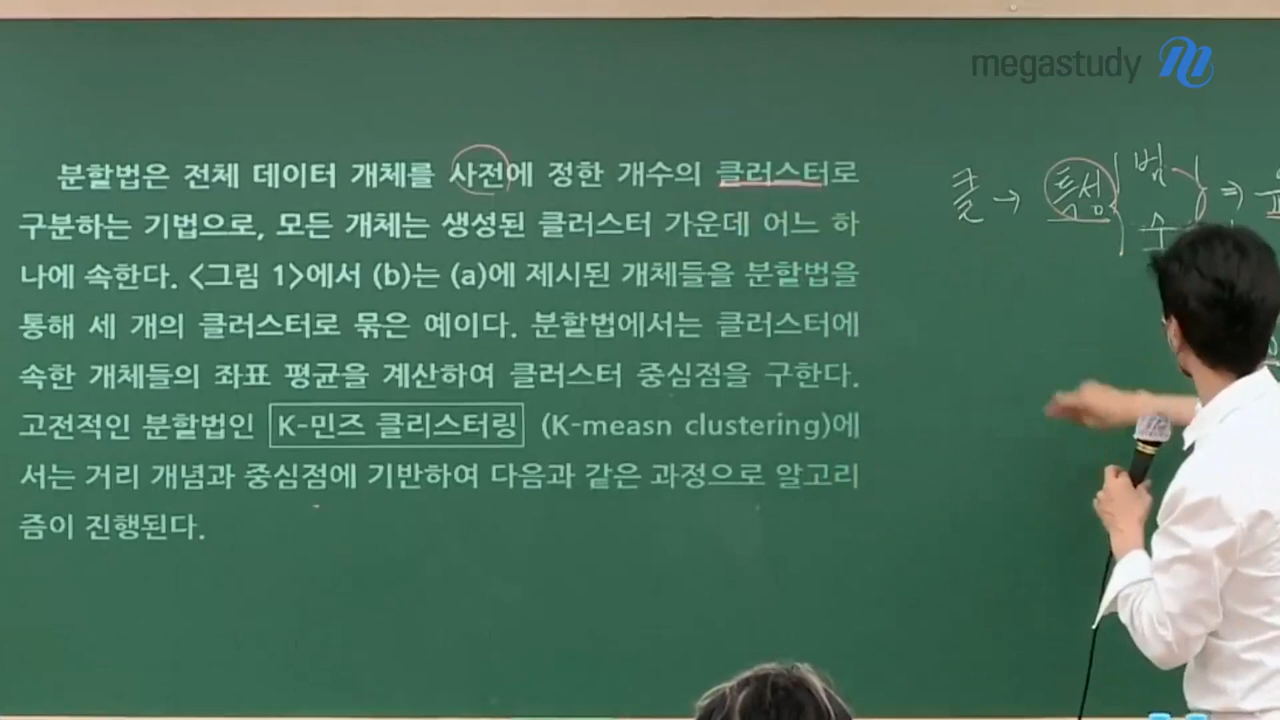 megastudy
분할법은 전체 데이터 개체를 사전에 정한 개수의 클러스터로
구분하는 기법으로, 모든 개체는 생성된 클러스터 가운데 어느 하
나에 속한다. <그림 1>에서 (b)는 (a)에 제시된 개체들을 분할법을
통해 세 개의 클러스터로 묶은 예이다. 분할법에서는 클러스터에
속한 개체들의 좌표 평균을 계산하여 클러스터 중심점을 구한다.
고전적인 분할법인 K-민즈 클리스터링 (K-measn clustering)에
서는 거리 개념과 중심점에 기반하여 다음과 같은 과정으로 알고리
즘이 진행된다.
클 → 특성 ( 범 ) ⇒
수